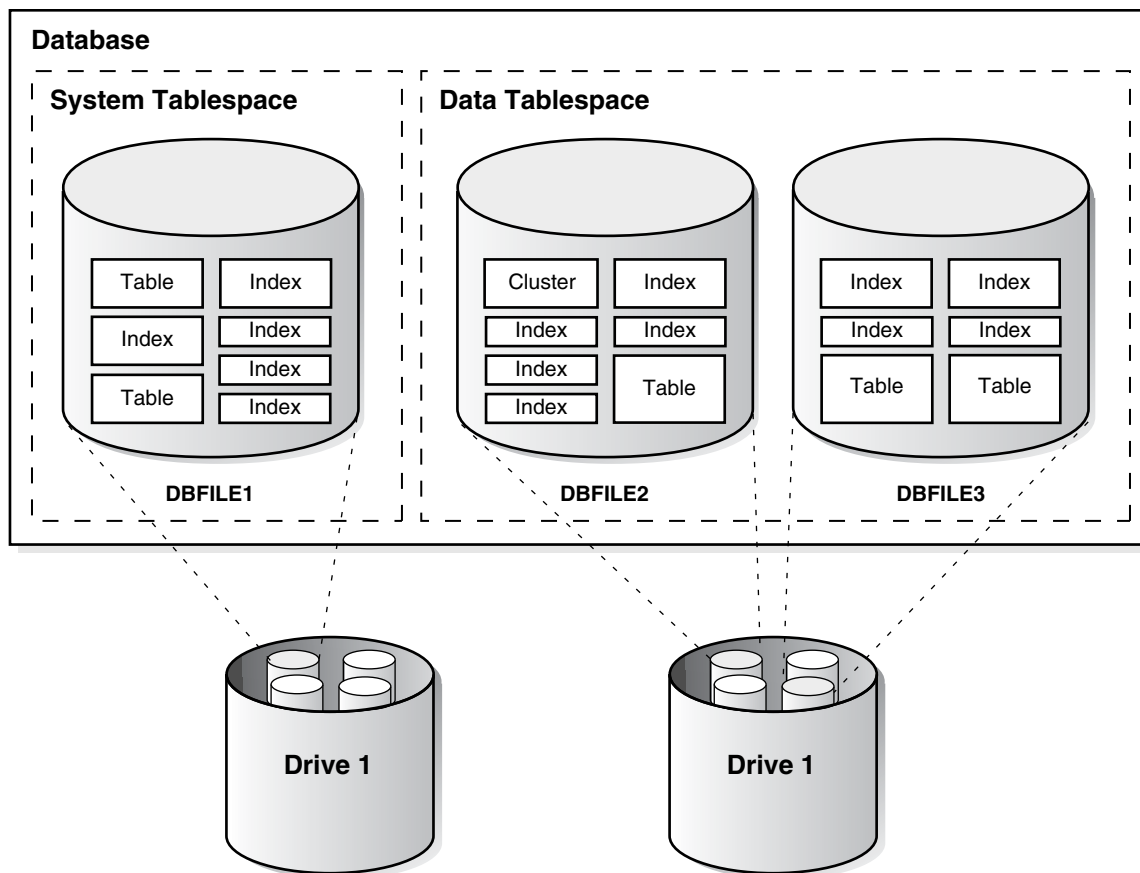 Database
System Tablespace
Data Tablespace
Table
Index
Index
Index
Index
Table
Index
DBFILE1
Cluster
Index
Index
Index
Index
Index
Table
Index
DBFILE2
Index
Index
Index
Index
Table
Table
DBFILE3
Drive 1
Drive 1